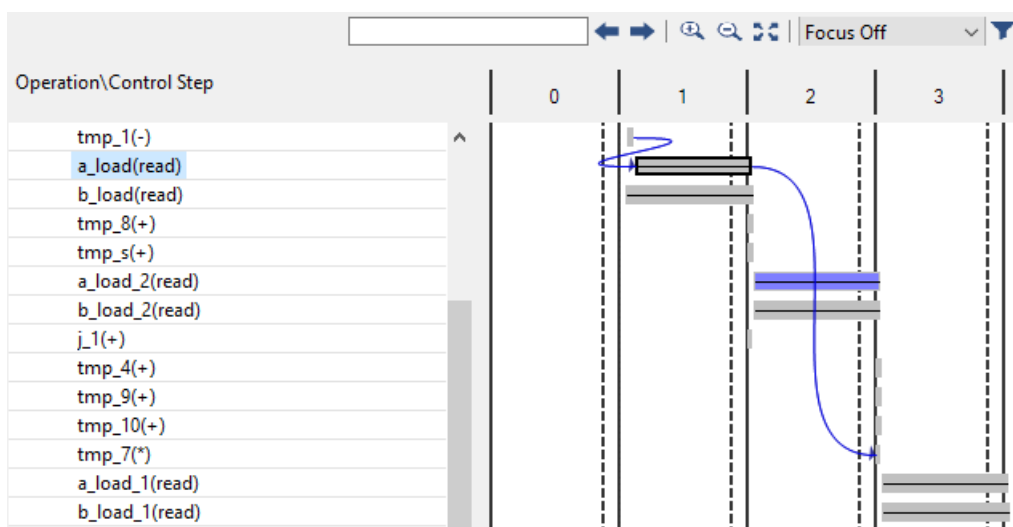 Focus Off
Operation\Control Step
0 1 2 3
tmp_1(-)
a_load(read)
b_load(read)
tmp_8(+)
tmp_s(+)
a_load_2(read)
b_load_2(read)
j_1(+)
tmp_4(+)
tmp_9(+)
tmp_10(+)
tmp_7(*)
a_load_1(read)
b_load_1(read)